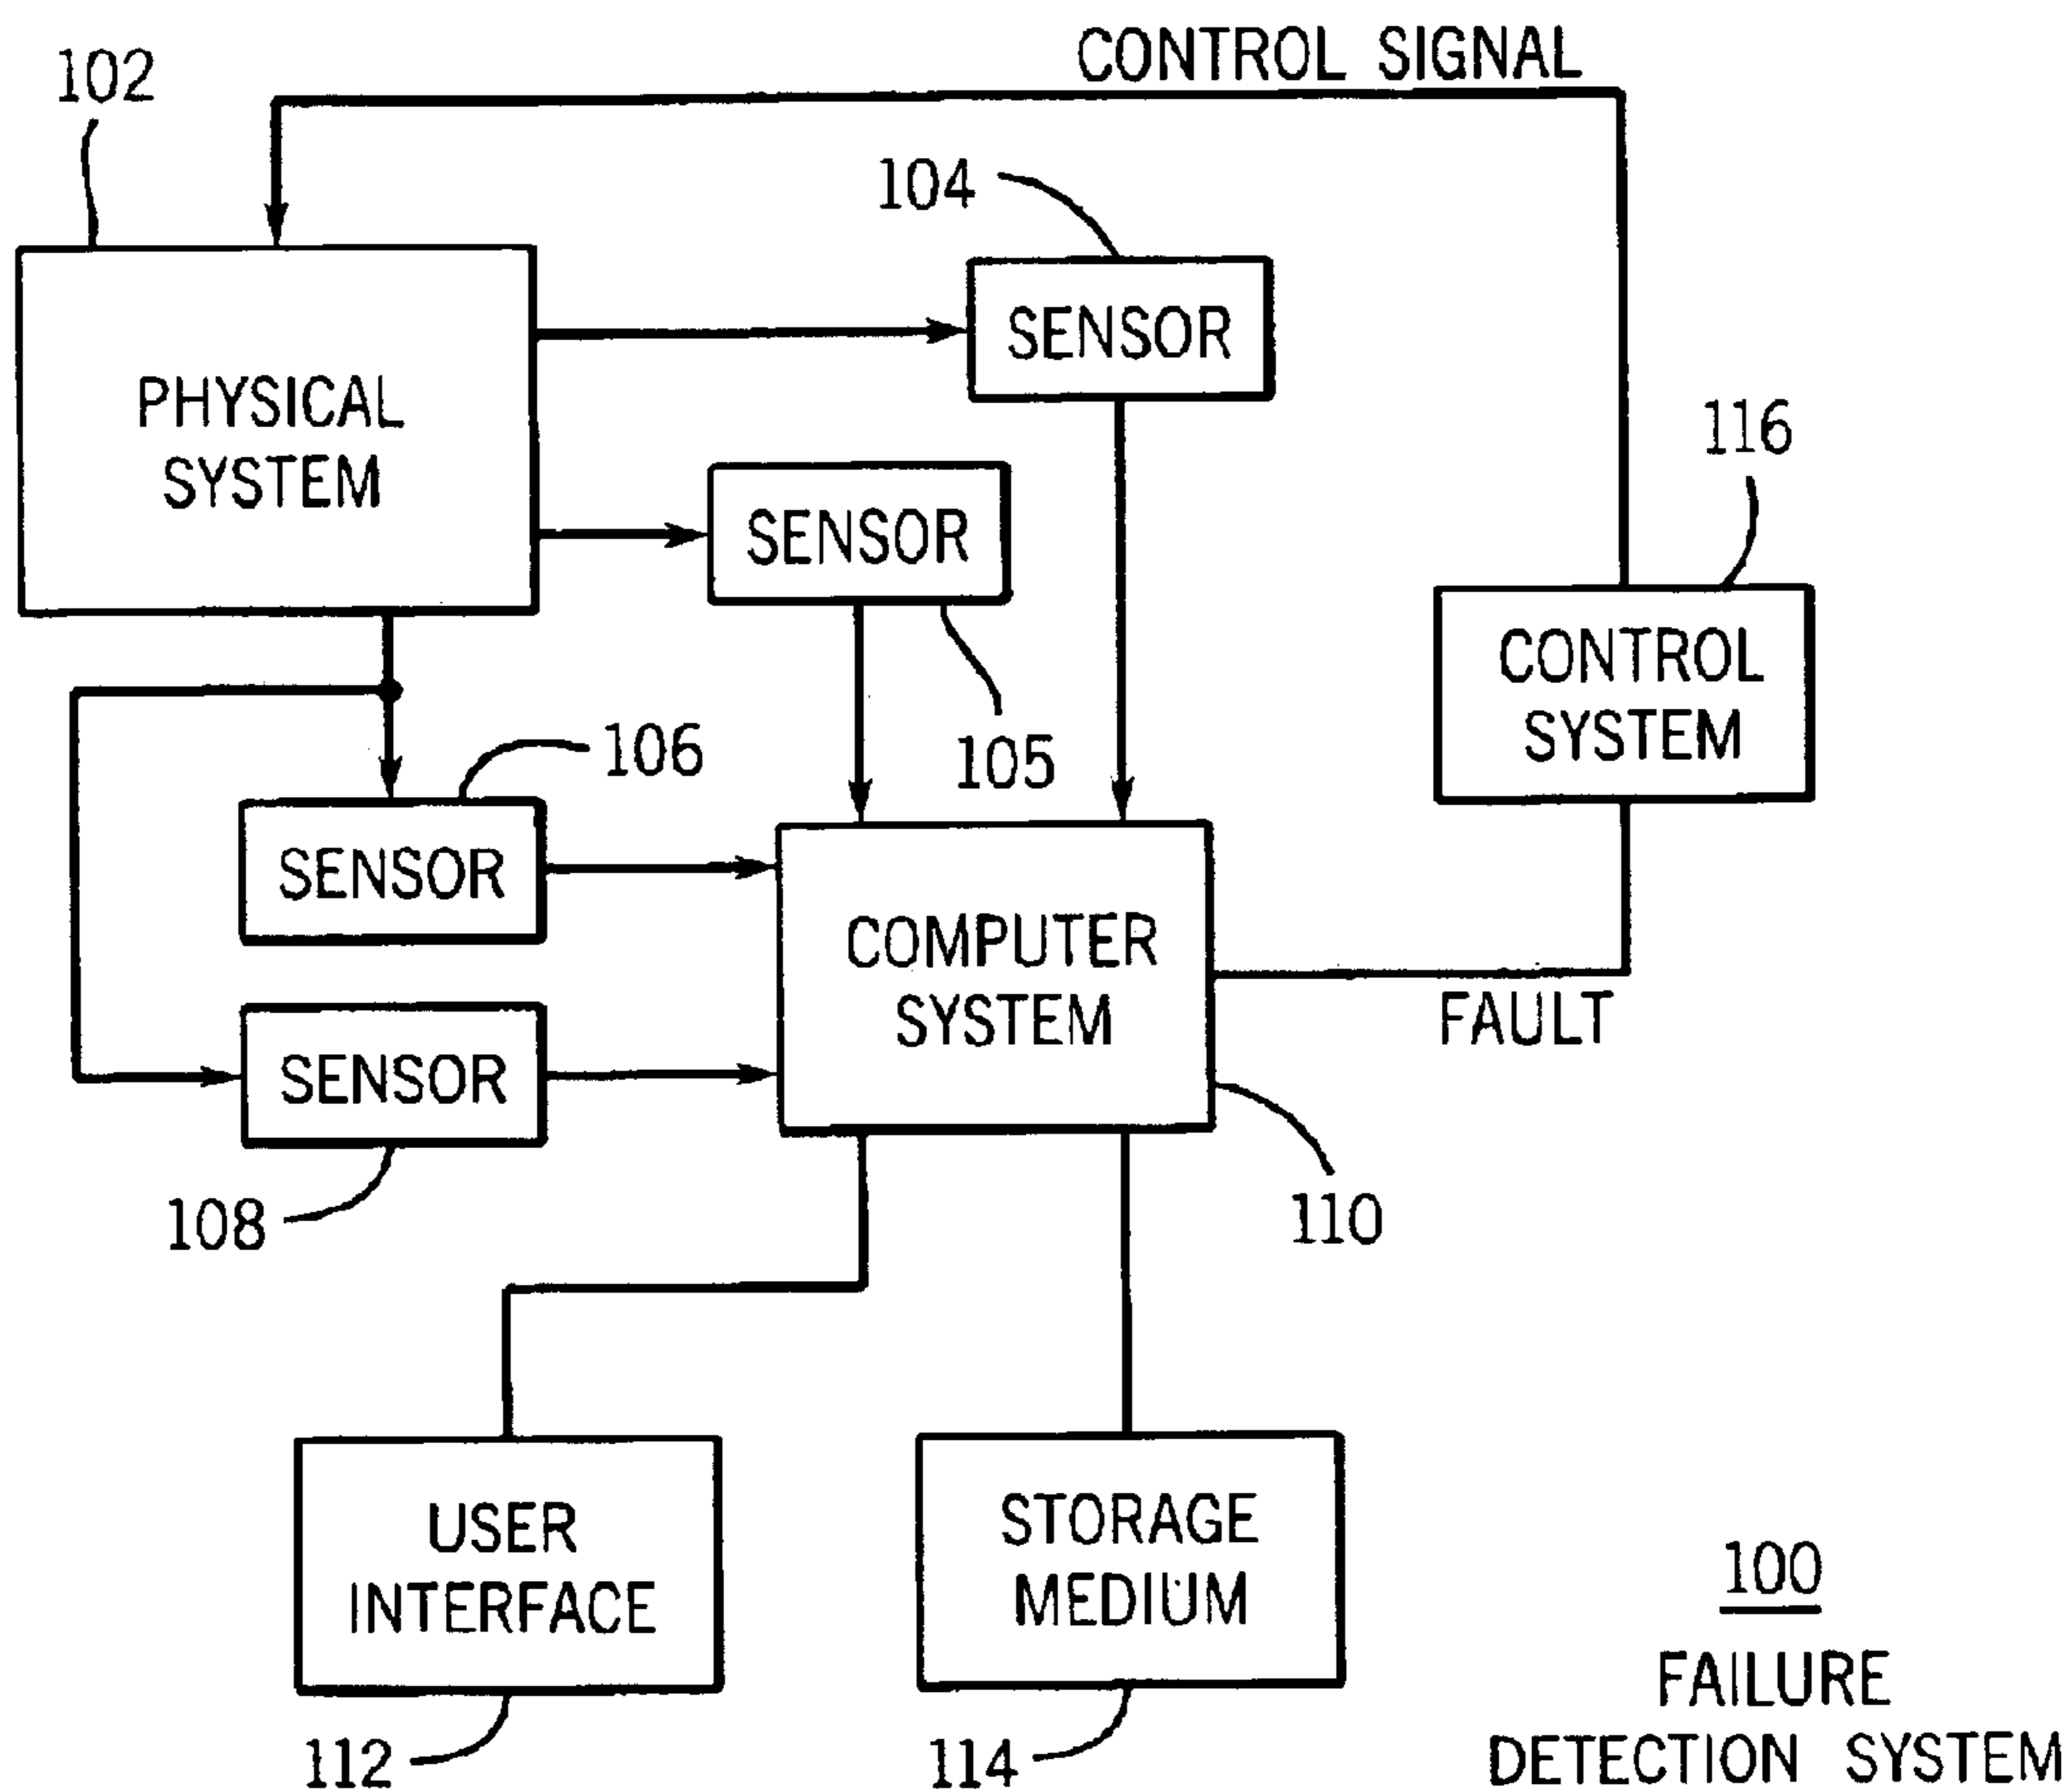 CONTROL SIGNAL
102
104
SENSOR
PHYSICAL
SYSTEM
116
SENSOR
CONTROL
SYSTEM
106
105
SENSOR
COMPUTER
SYSTEM
FAULT
SENSOR
108
110
USER
INTERFACE
STORAGE
MEDIUM
100
FAILURE
DETECTION SYSTEM
112
114